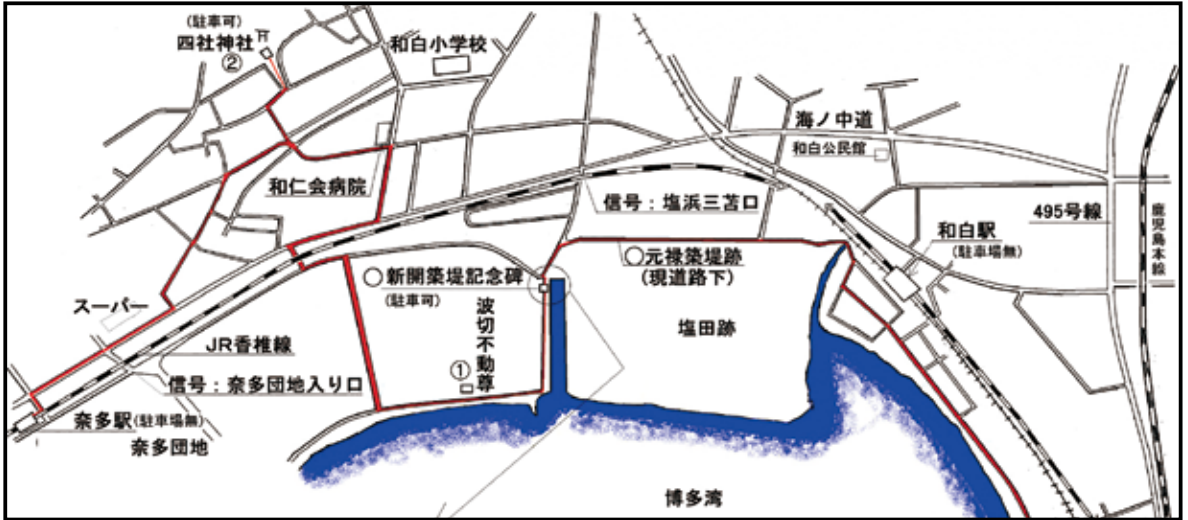 (駐車可)
四社神社
②
和白小学校
海ノ中道
和白公民館
和仁会病院
信号：塩浜三苫口
495号線
鹿児島本線
和白駅
(駐車場無)
○元禄築堤跡
(現道路下)
○新開築堤記念碑
(駐車可)
波切不動尊
①
塩田跡
スーパー
JR香椎線
信号：奈多団地入り口
奈多駅(駐車場無)
奈多団地
博多湾